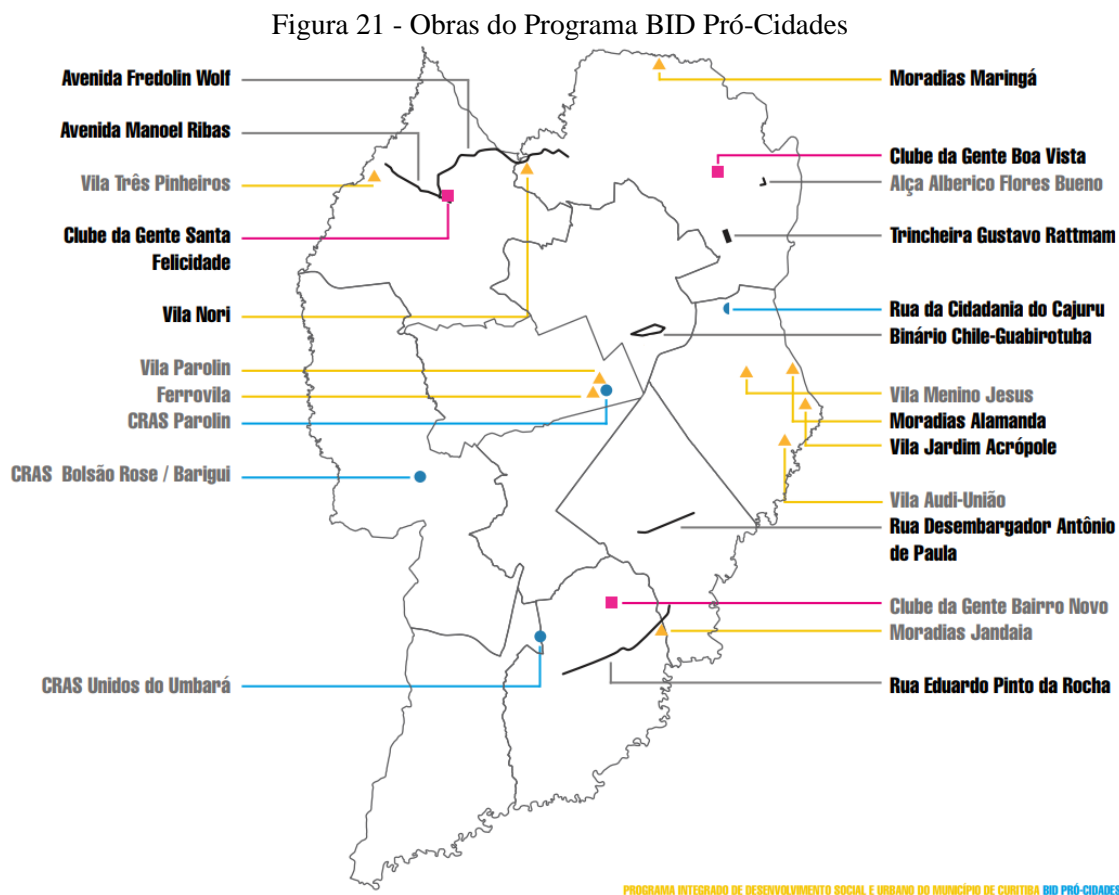 Figura 21 - Obras do Programa BID Pró-Cidades
Avenida Fredolin Wolf
Avenida Manoel Ribas
Vila Três Pinheiros
Clube da Gente Santa
Felicidade
Vila Nori
Vila Parolin
Ferrovila
CRAS Parolin
CRAS Bolsão Rose / Barigui
CRAS Unidos do Umbará
Moradias Maringá
Clube da Gente Boa Vista
Alça Alberico Flores Bueno
Trincheira Gustavo Rattmam
Rua da Cidadania do Cajuru
Binário Chile-Guabirotuba
Vila Menino Jesus
Moradias Alamanda
Vila Jardim Acrópole
Vila Audi-União
Rua Desembargador Antônio
de Paula
Clube da Gente Bairro Novo
Moradias Jandaia
Rua Eduardo Pinto da Rocha
PROGRAMA INTEGRADO DE DESENVOLVIMENTO SOCIAL E URBANO DO MUNICÍPIO DE CURITIBA BID PRÓ-CIDADES